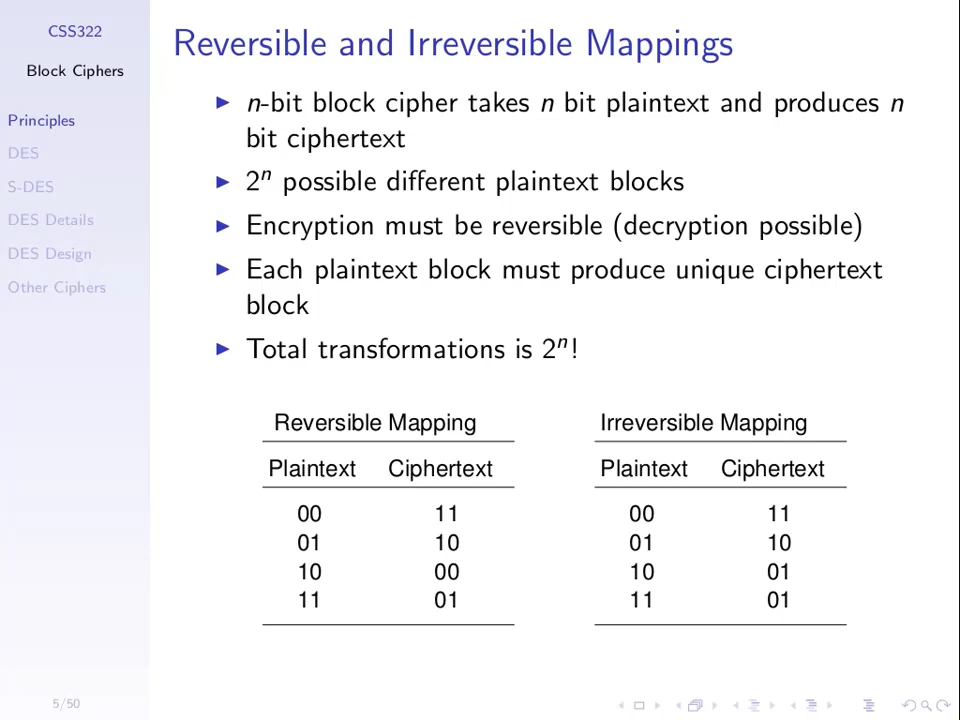 CSS322
Block Ciphers
Principles
DES
S-DES
DES Details
DES Design
Other Ciphers
Reversible and Irreversible Mappings
n-bit block cipher takes n bit plaintext and produces n
bit ciphertext
2ⁿ possible different plaintext blocks
Encryption must be reversible (decryption possible)
Each plaintext block must produce unique ciphertext
block
Total transformations is 2ⁿ!
Reversible Mapping
Plaintext Ciphertext
00 11
01 10
10 00
11 01
Irreversible Mapping
Plaintext Ciphertext
00 11
01 10
10 01
11 01
5/50